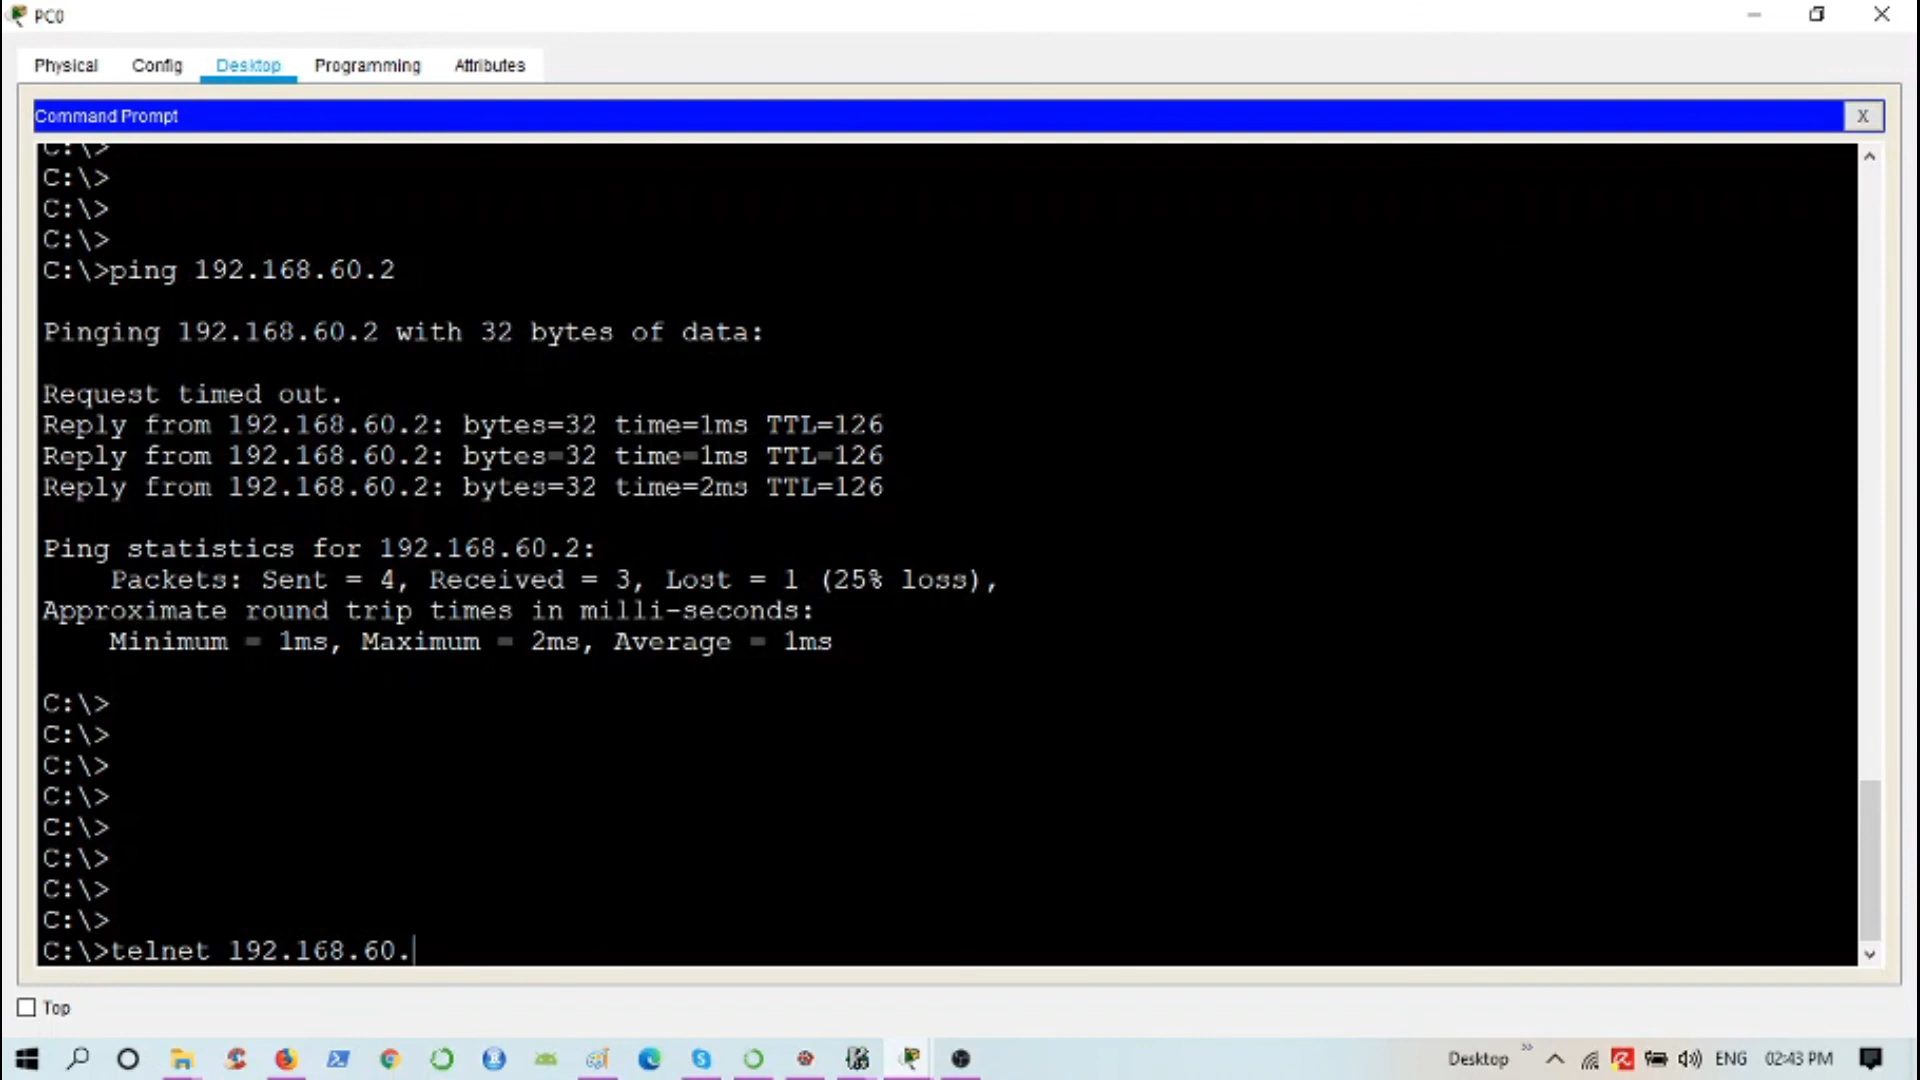 PC0
Physical Config Desktop Programming Attributes
Command Prompt
X
C:\>
C:\>
C:\>
C:\>
C:\>ping 192.168.60.2
Pinging 192.168.60.2 with 32 bytes of data:
Request timed out.
Reply from 192.168.60.2: bytes=32 time=1ms TTL=126
Reply from 192.168.60.2: bytes=32 time=1ms TTL=126
Reply from 192.168.60.2: bytes=32 time=2ms TTL=126
Ping statistics for 192.168.60.2:
Packets: Sent = 4, Received = 3, Lost = 1 (25% loss),
Approximate round trip times in milli-seconds:
Minimum = 1ms, Maximum = 2ms, Average = 1ms
C:\>
C:\>
C:\>
C:\>
C:\>
C:\>
C:\>
C:\>
C:\>telnet 192.168.60.
Top
Desktop ENG 02:43 PM